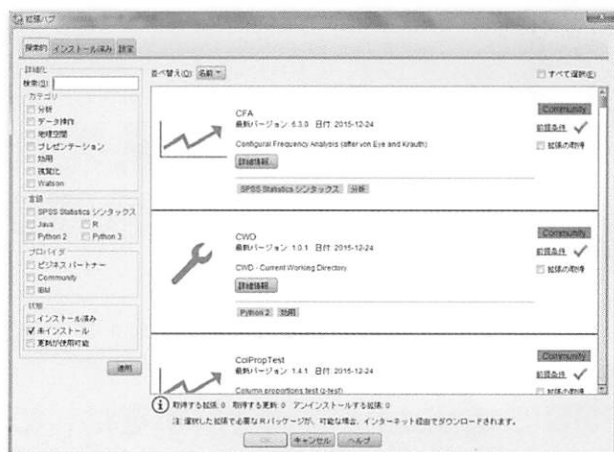 拡張ハブ
探索的 インストール済み 設定
詳細化
検索(S)
カテゴリ
分析
データ操作
地理空間
プレゼンテーション
効用
視覚化
Watson
言語
SPSS Statistics シンタックス
Java R
Python 2 Python 3
プロバイダ
ビジネス パートナー
Community
IBM
状態
インストール済み
未インストール
更新が使用可能
適用
並べ替え(O): 名前
すべて選択(E)
CFA
Community
最新バージョン: 6.3.0 日付: 2015-12-24
前提条件
Configural Frequency Analysis (after von Eye and Krauth)
拡張の取得
詳細情報...
SPSS Statistics シンタックス 分析
CWD
Community
最新バージョン: 1.0.1 日付: 2015-12-24
前提条件
CWD - Current Working Directory
拡張の取得
詳細情報...
Python 2 効用
ColPropTest
Community
最新バージョン: 1.4.1 日付: 2015-12-24
前提条件
Column proportions test (z-test)
拡張の取得
取得する拡張: 0 取得する更新: 0 アンインストールする拡張: 0
注: 選択した拡張で必要な R パッケージが、可能な場合、インターネット経由でダウンロードされます。
OK キャンセル ヘルプ